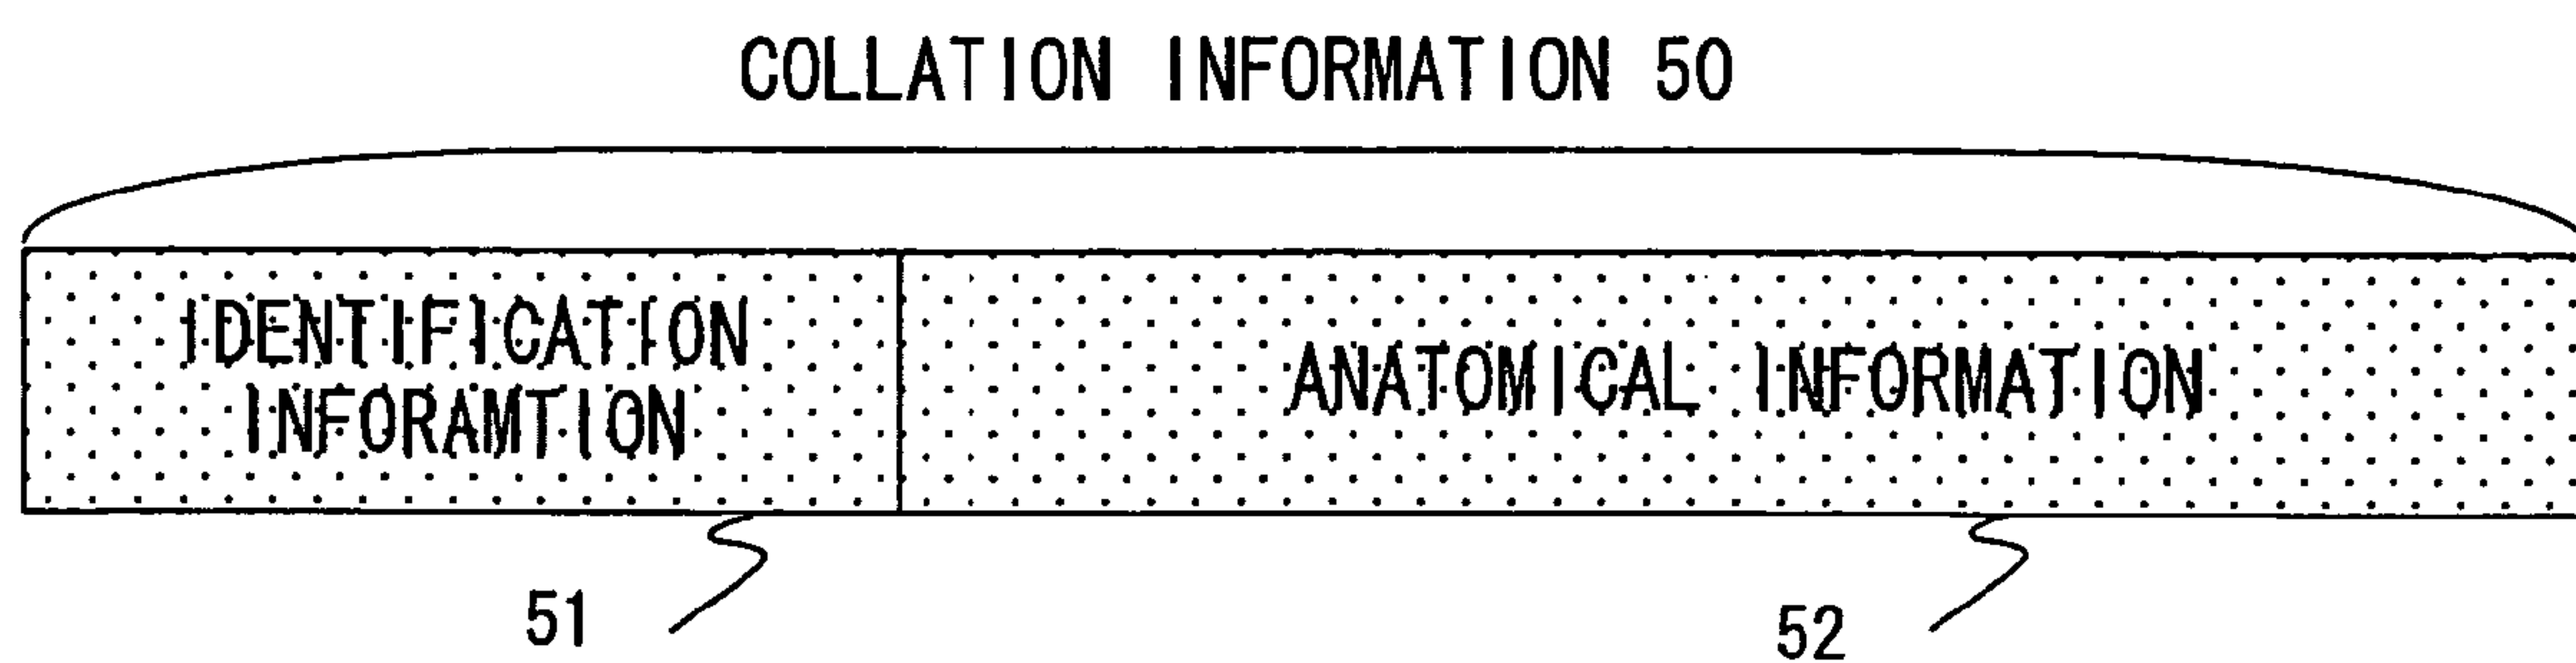 COLLATION INFORMATION 50
IDENTIFICATION
INFORAMTION
ANATOMICAL INFORMATION
51
52